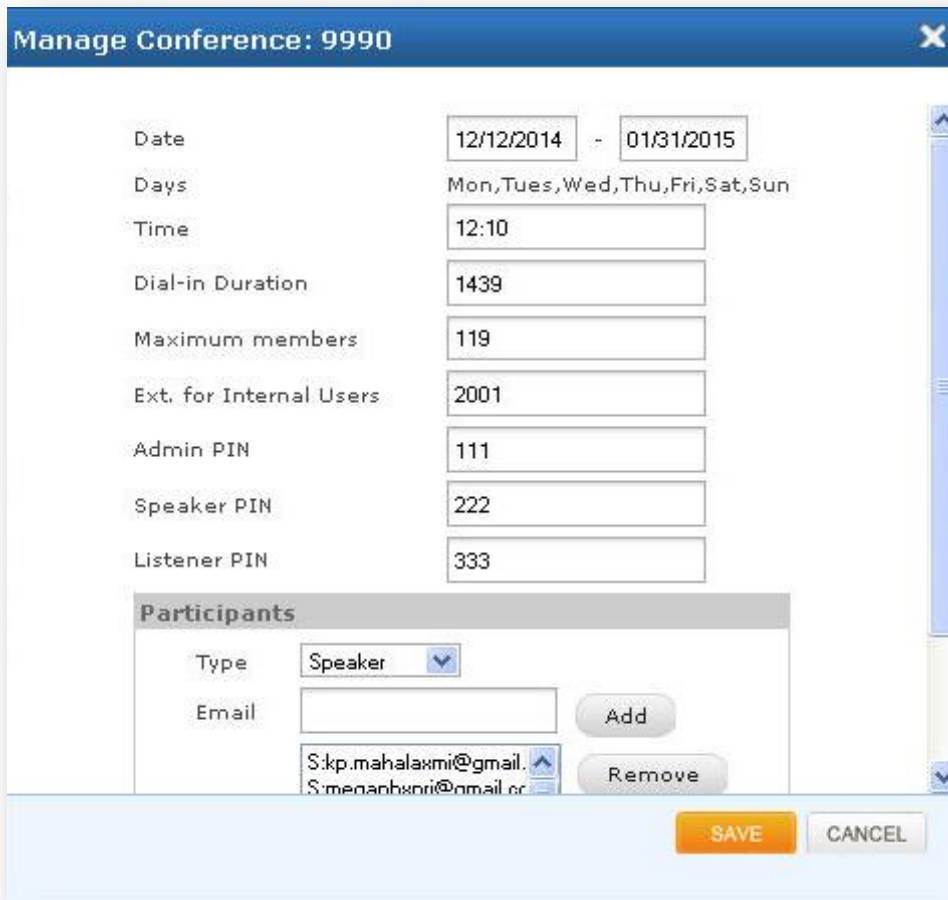 Manage Conference: 9990
Date 12/12/2014 - 01/31/2015
Days Mon,Tues,Wed,Thu,Fri,Sat,Sun
Time 12:10
Dial-in Duration 1439
Maximum members 119
Ext. for Internal Users 2001
Admin PIN 111
Speaker PIN 222
Listener PIN 333
Participants
Type Speaker
Email Add
S:kp.mahalaxmi@gmail.
Remove
SAVE CANCEL